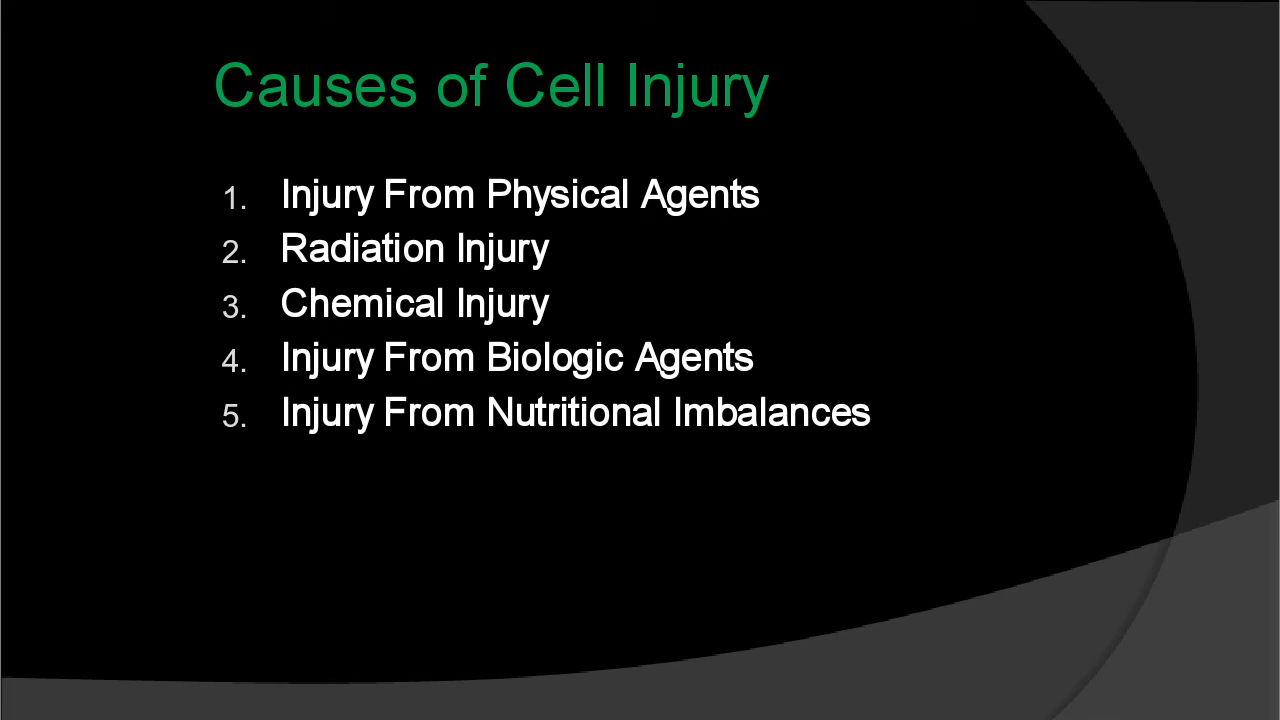 Causes of Cell Injury
1. Injury From Physical Agents
2. Radiation Injury
3. Chemical Injury
4. Injury From Biologic Agents
5. Injury From Nutritional Imbalances